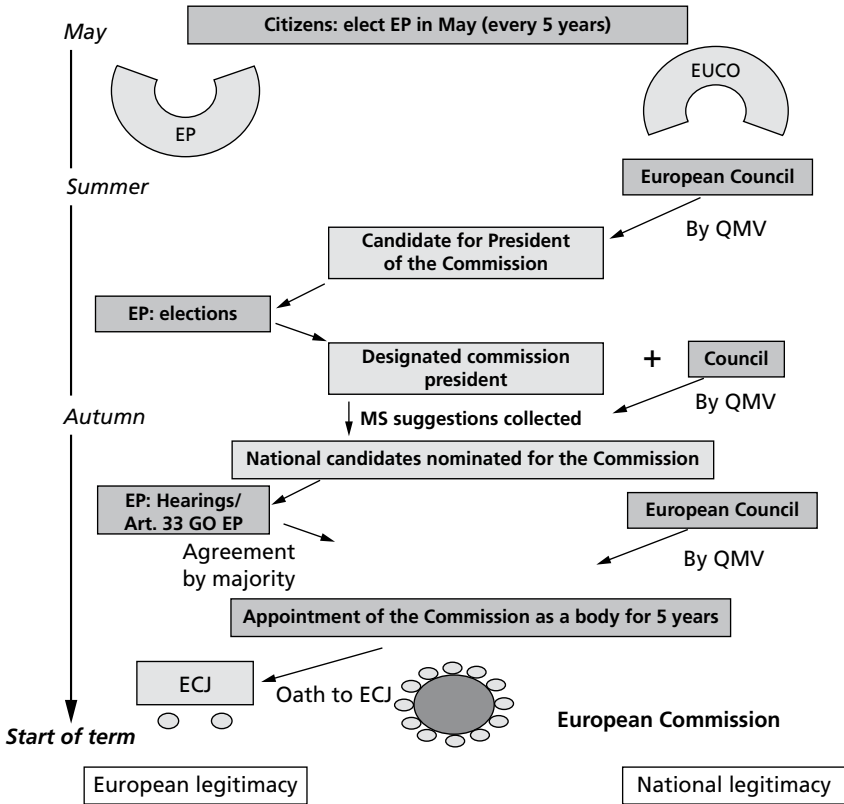 May
Citizens: elect EP in May (every 5 years)
EP
EUCO
Summer
European Council
By QMV
Candidate for President
of the Commission
EP: elections
Designated commission
president
+
Council
By QMV
Autumn
MS suggestions collected
National candidates nominated for the Commission
EP: Hearings/
Art. 33 GO EP
European Council
Agreement
by majority
By QMV
Appointment of the Commission as a body for 5 years
ECJ
Oath to ECJ
European Commission
Start of term
European legitimacy
National legitimacy